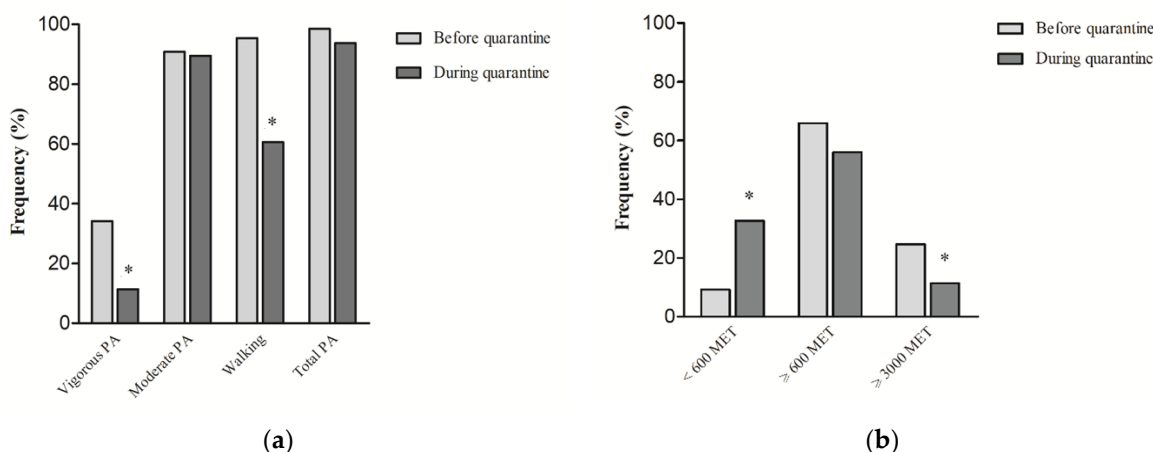 100
80
60
40
20
0
Frequency (%)
Before quarantine
During quarantine
*
*
Vigorous PA
Moderate PA
Walking
Total PA
(a)
100
80
60
40
20
0
Frequency (%)
Before quarantine
During quarantine
*
*
< 600 MET
⩾ 600 MET
⩾ 3000 MET
(b)